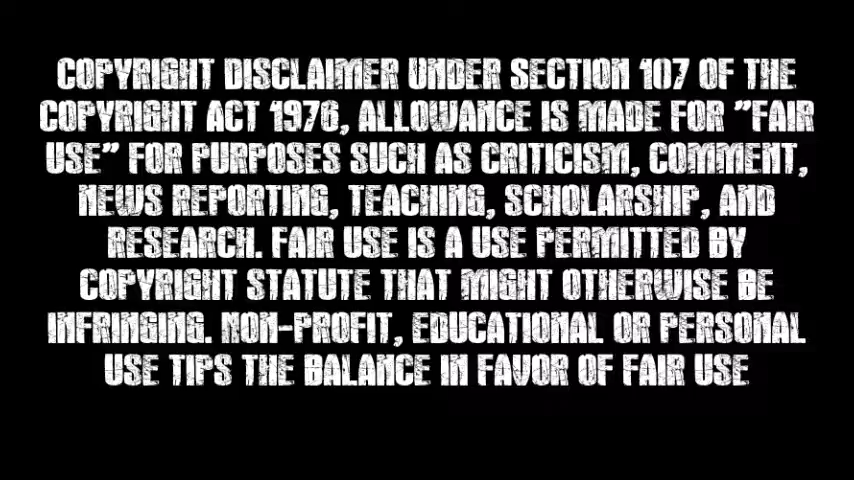 COPYRIGHT DISCLAIMER UNDER SECTION 107 OF THE
COPYRIGHT ACT 1976, ALLOWANCE IS MADE FOR "FAIR
USE" FOR PURPOSES SUCH AS CRITICISM, COMMENT,
NEWS REPORTING, TEACHING, SCHOLARSHIP, AND
RESEARCH. FAIR USE IS A USE PERMITTED BY
COPYRIGHT STATUTE THAT MIGHT OTHERWISE BE
INFRINGING. NON-PROFIT, EDUCATIONAL OR PERSONAL
USE TIPS THE BALANCE IN FAVOR OF FAIR USE